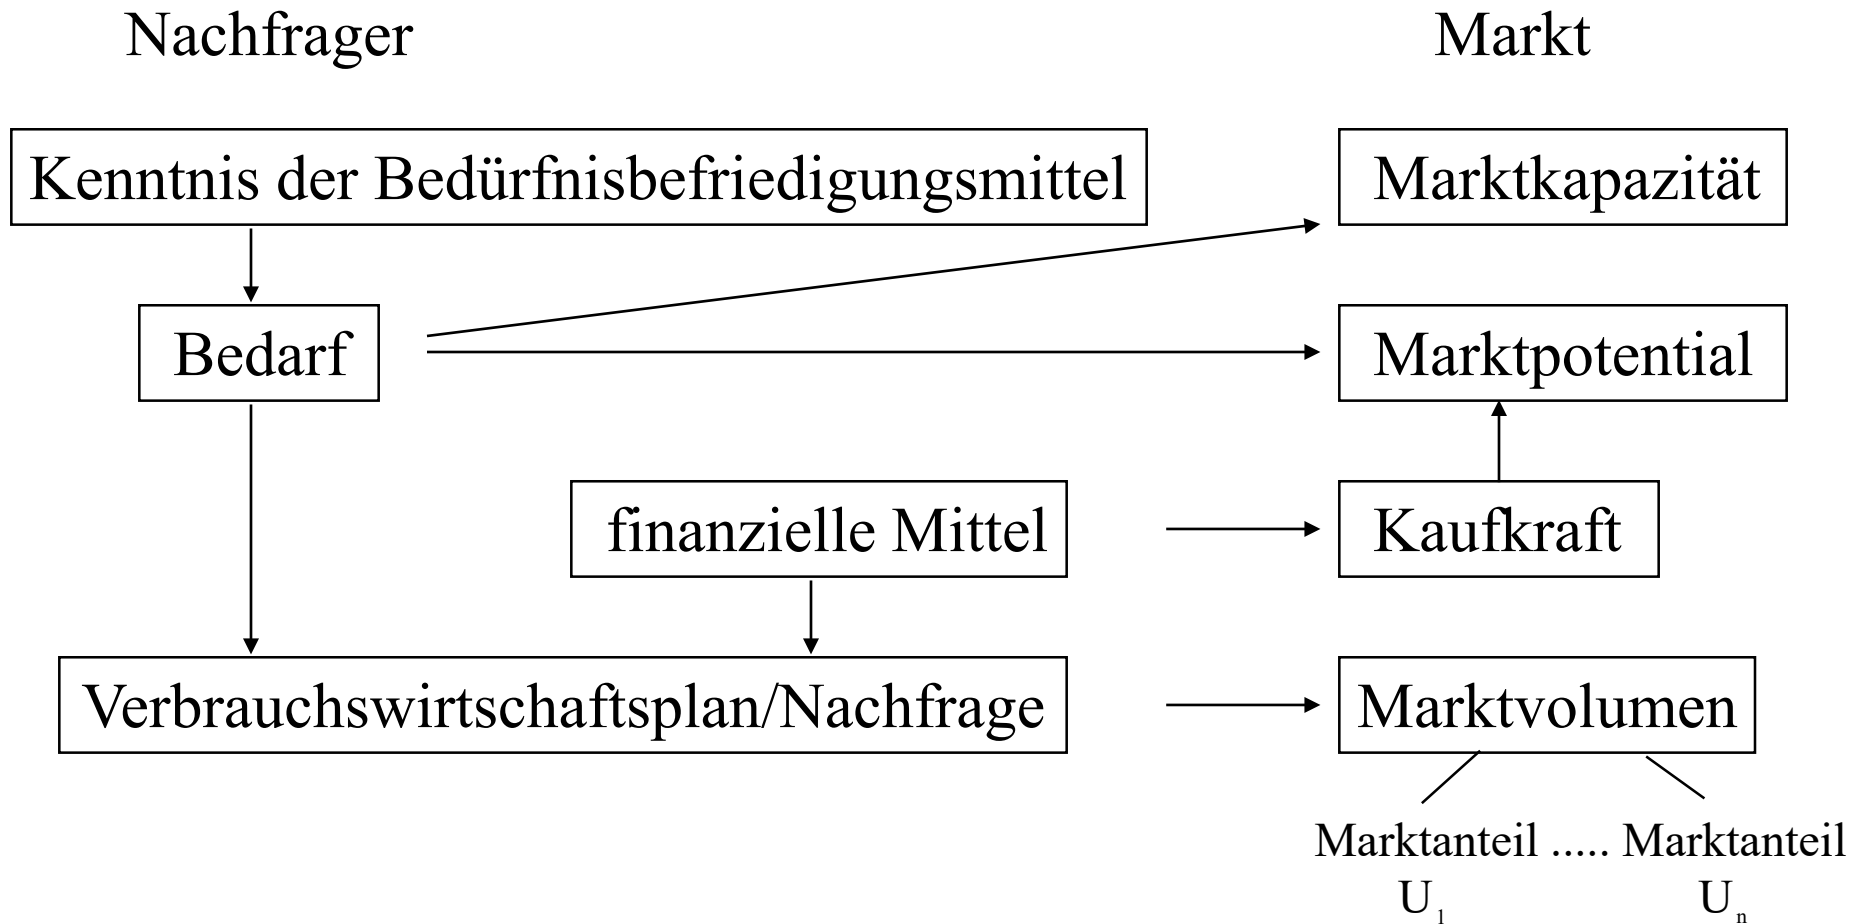 Nachfrager
Markt
Kenntnis der Bedürfnisbefriedigungsmittel
Marktkapazität
Bedarf
Marktpotential
finanzielle Mittel
Kaufkraft
Verbrauchswirtschaftsplan/Nachfrage
Marktvolumen
Marktanteil ..... Marktanteil
U₁ Uₙ